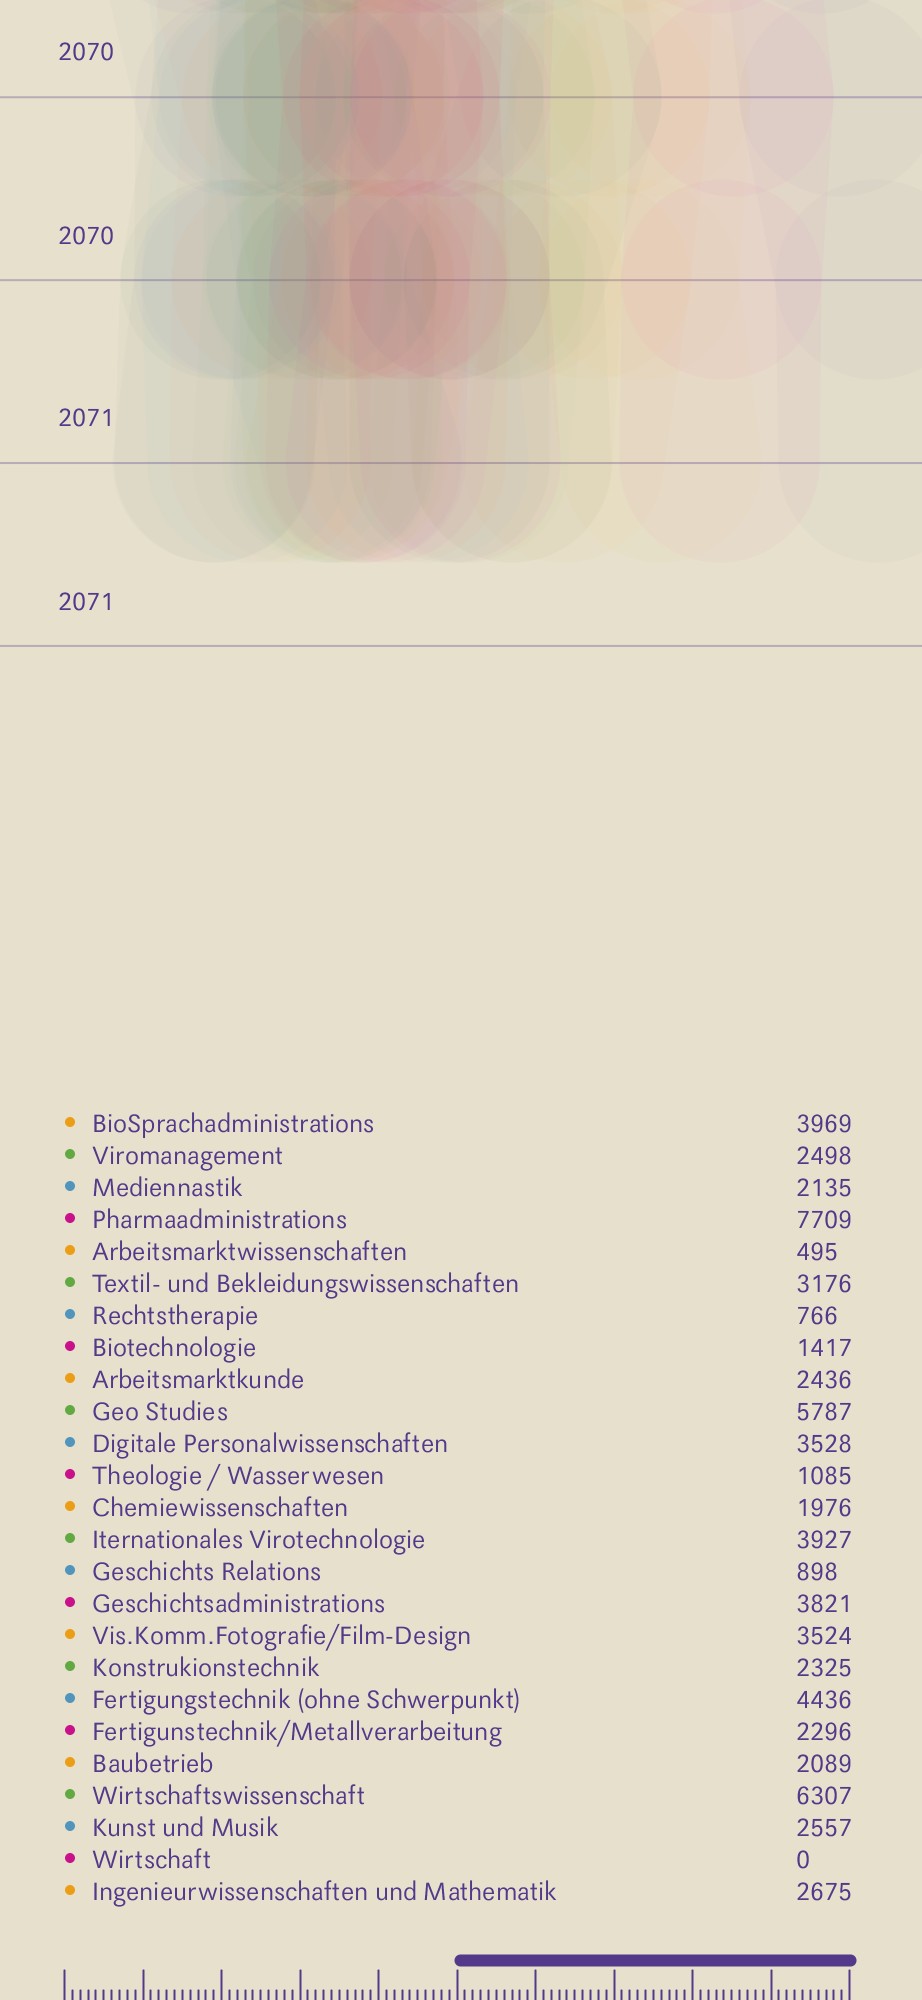 2070
2070
2071
2071
BioSprachadministrations 3969
Viromanagement 2498
Mediennastik 2135
Pharmaadministrations 7709
Arbeitsmarktwissenschaften 495
Textil- und Bekleidungswissenschaften 3176
Rechtstherapie 766
Biotechnologie 1417
Arbeitsmarktkunde 2436
Geo Studies 5787
Digitale Personalwissenschaften 3528
Theologie / Wasserwesen 1085
Chemiewissenschaften 1976
Iternationales Virotechnologie 3927
Geschichts Relations 898
Geschichtsadministrations 3821
Vis.Komm.Fotografie/Film-Design 3524
Konstrukionstechnik 2325
Fertigungstechnik (ohne Schwerpunkt) 4436
Fertigunstechnik/Metallverarbeitung 2296
Baubetrieb 2089
Wirtschaftswissenschaft 6307
Kunst und Musik 2557
Wirtschaft 0
Ingenieurwissenschaften und Mathematik 2675